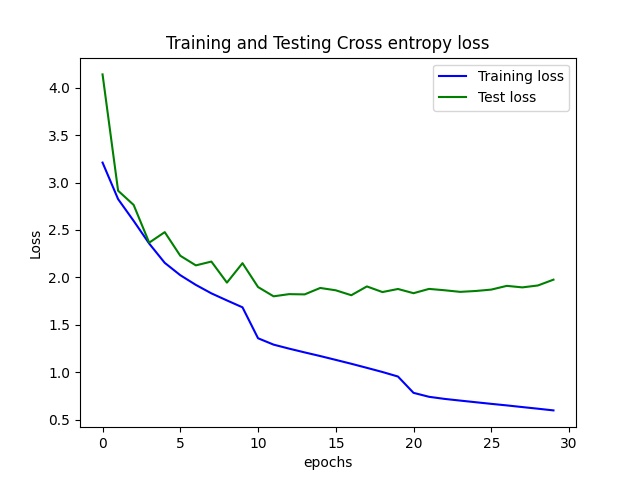 Training and Testing Cross entropy loss
Training loss
Test loss
4.0
3.5
3.0
2.5
2.0
1.5
1.0
0.5
Loss
0 5 10 15 20 25 30
epochs